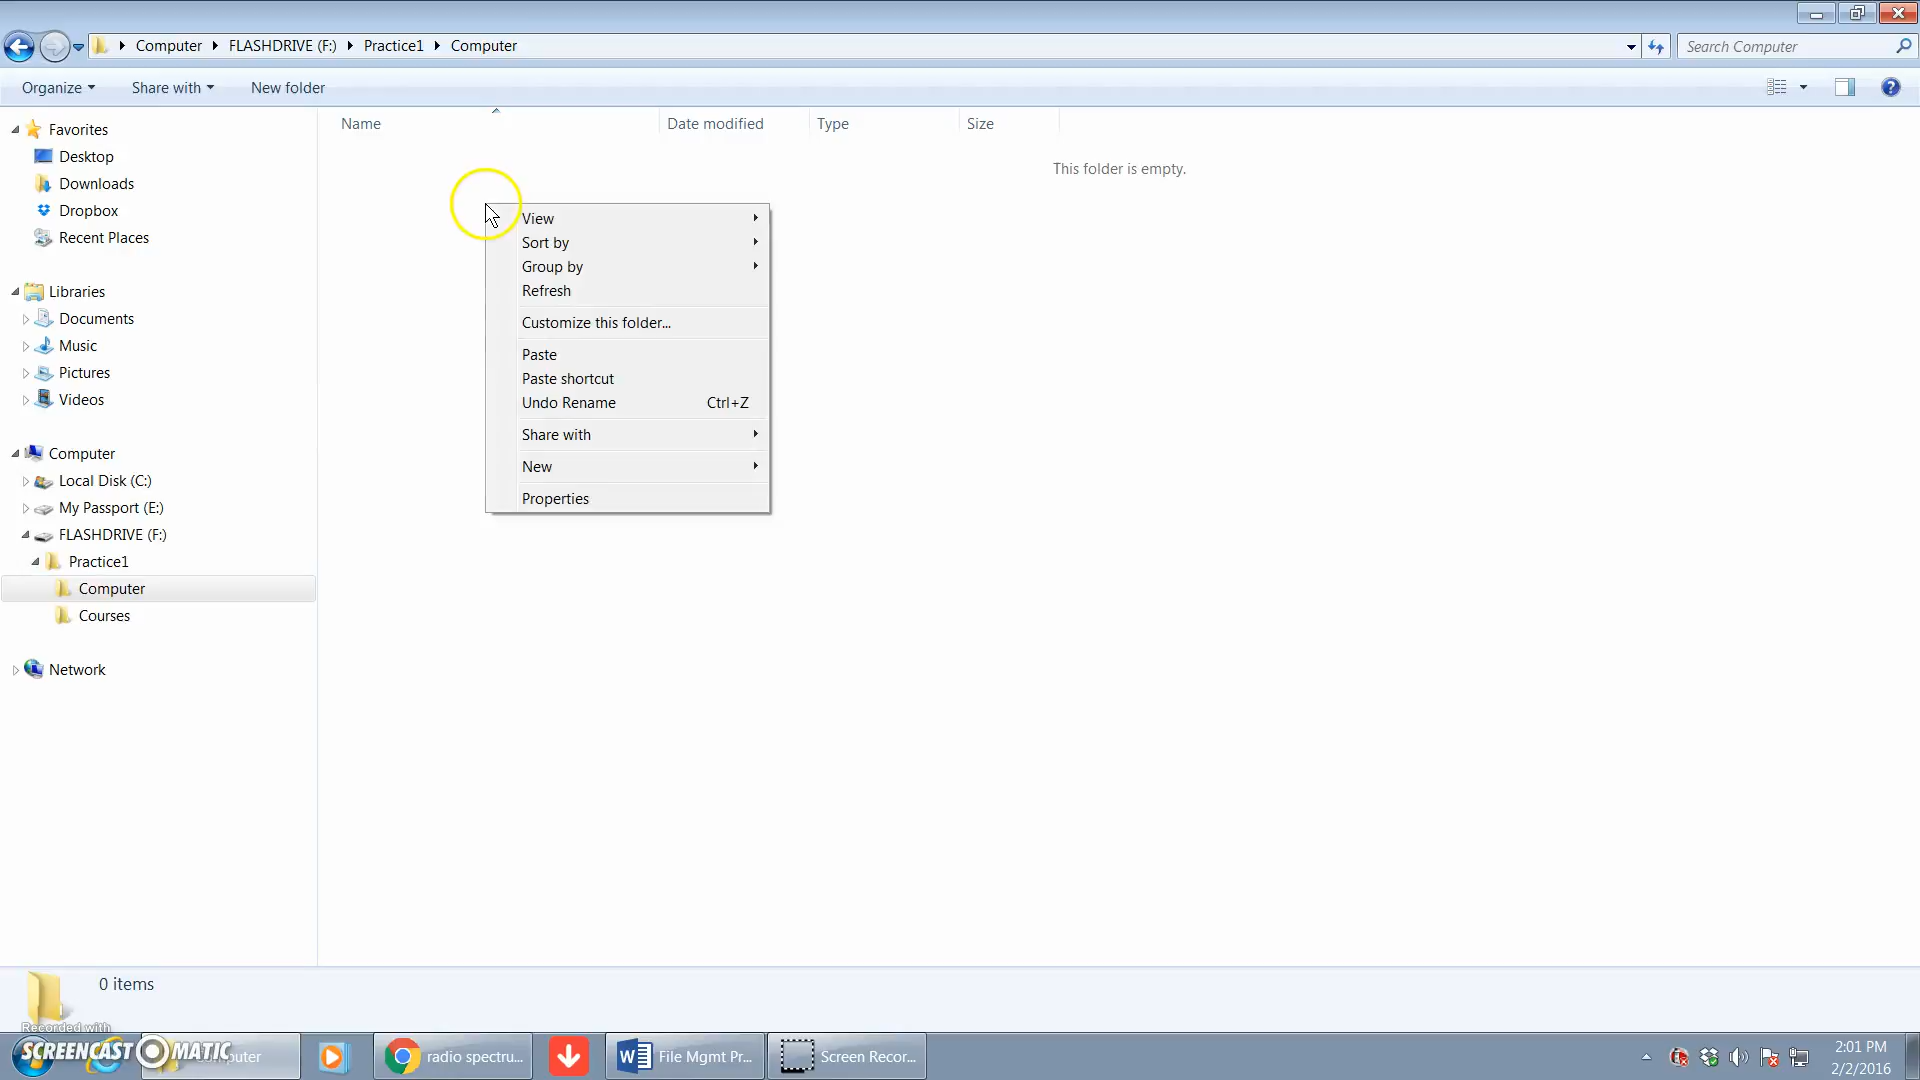 Computer FLASHDRIVE (F:) Practice1 Computer
Search Computer
Organize Share with New folder
Name Date modified Type Size
This folder is empty.
Favorites
Desktop
Downloads
Dropbox
Recent Places
Libraries
Documents
Music
Pictures
Videos
Computer
Local Disk (C:)
My Passport (E:)
FLASHDRIVE (F:)
Practice1
Computer
Courses
Network
View
Sort by
Group by
Refresh
Customize this folder...
Paste
Paste shortcut
Undo Rename Ctrl+Z
Share with
New
Properties
0 items
Recorded with
SCREENCAST MATIC
radio spectru...
File Mgmt Pr...
Screen Recor...
2:01 PM
2/2/2016